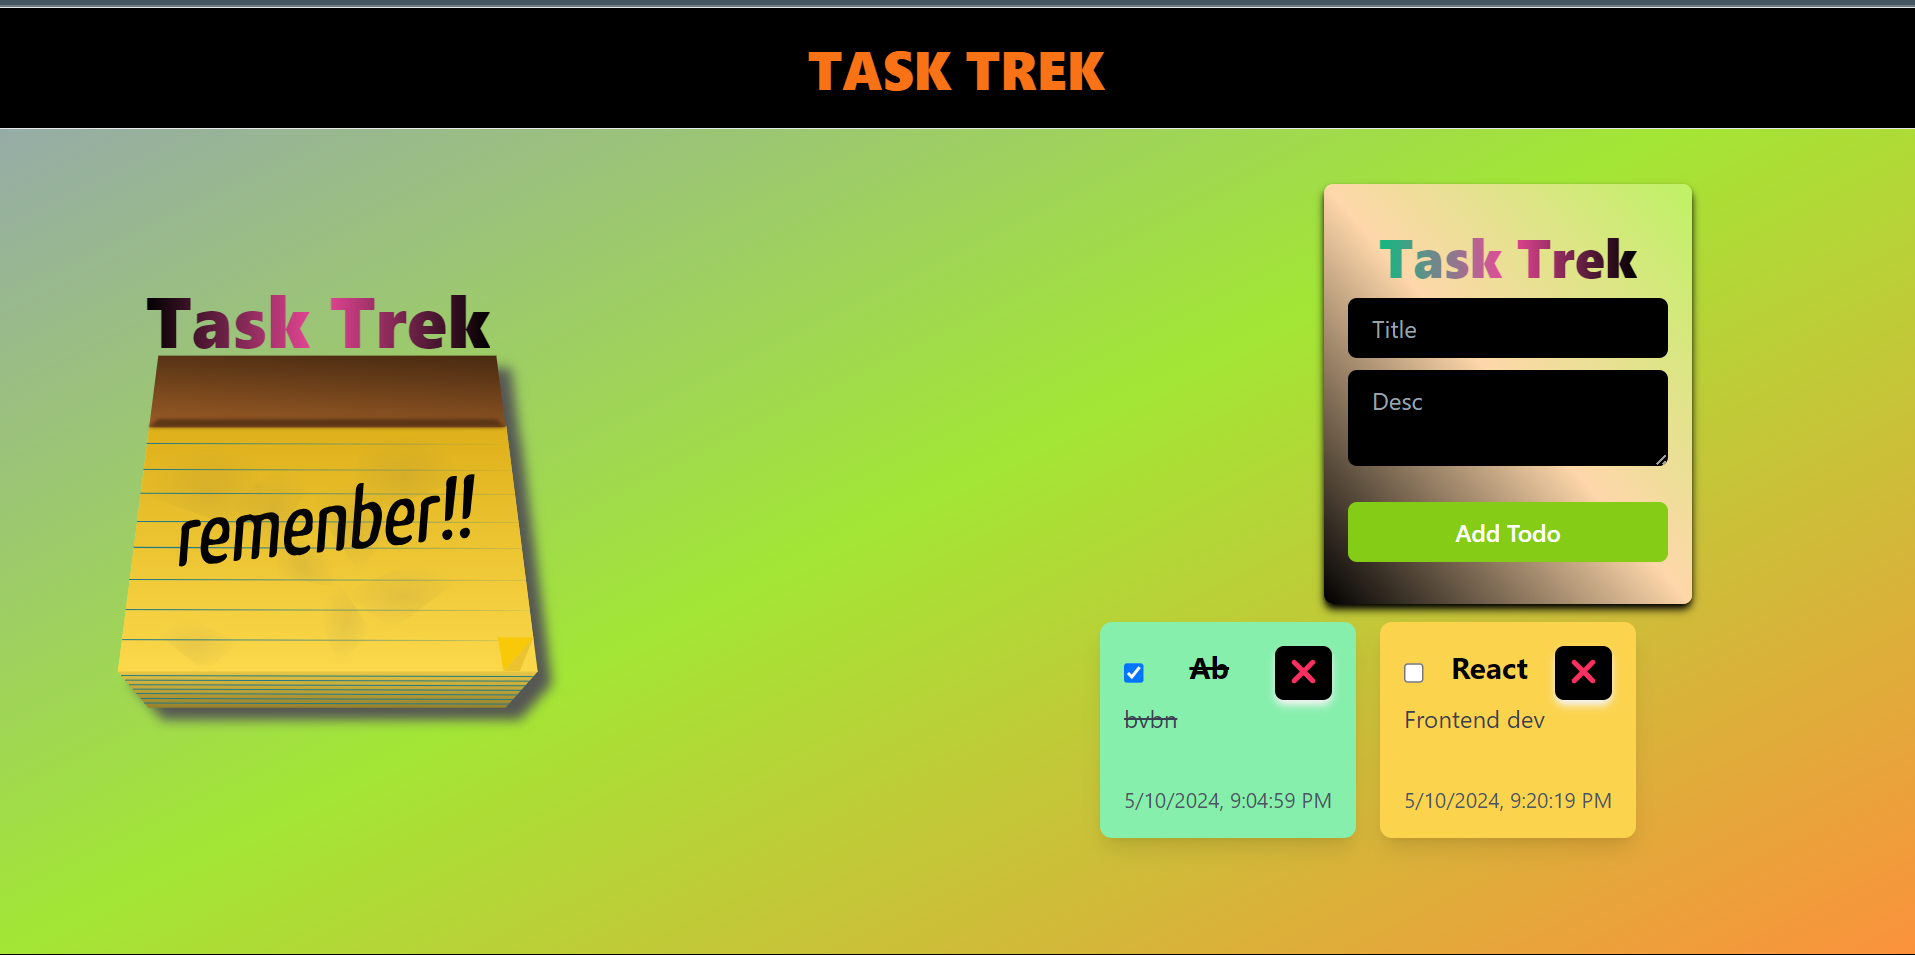 TASK TREK
Task Trek
remenber!!
Task Trek
Title
Desc
Add Todo
Ab
bvbn
5/10/2024, 9:04:59 PM
React
Frontend dev
5/10/2024, 9:20:19 PM